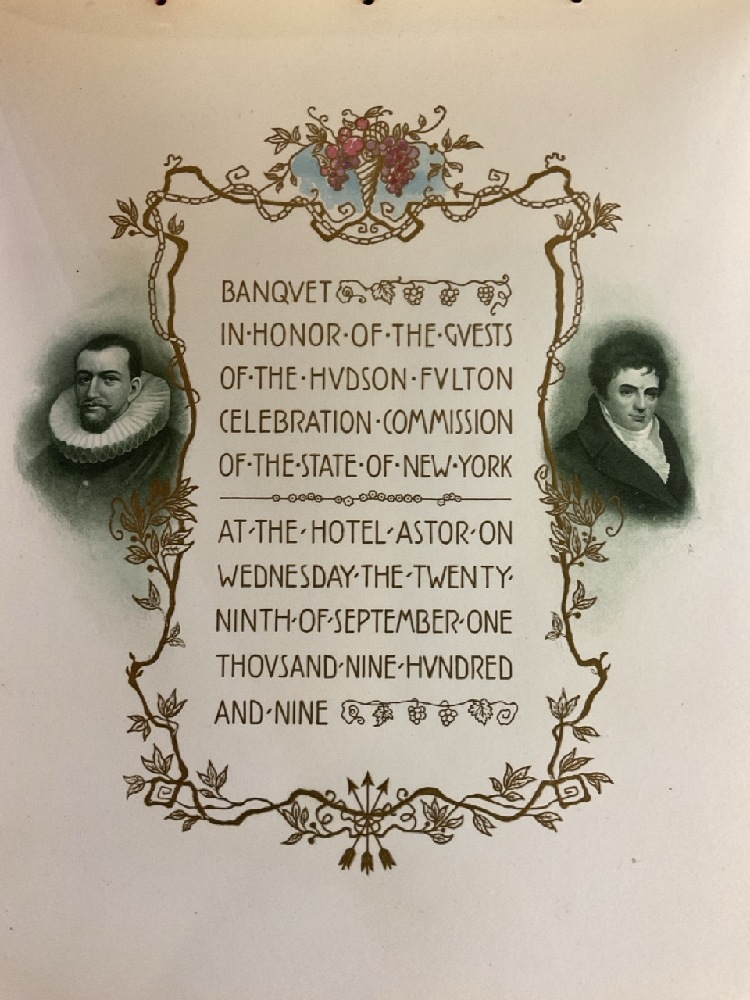 BANQVET
IN·HONOR·OF·THE·GVESTS
OF·THE·HVDSON·FVLTON
CELEBRATION·COMMISSION
OF·THE·STATE·OF·NEW·YORK
AT·THE·HOTEL·ASTOR·ON
WEDNESDAY·THE·TWENTY·
NINTH·OF·SEPTEMBER·ONE
THOVSAND·NINE·HVNDRED
AND·NINE